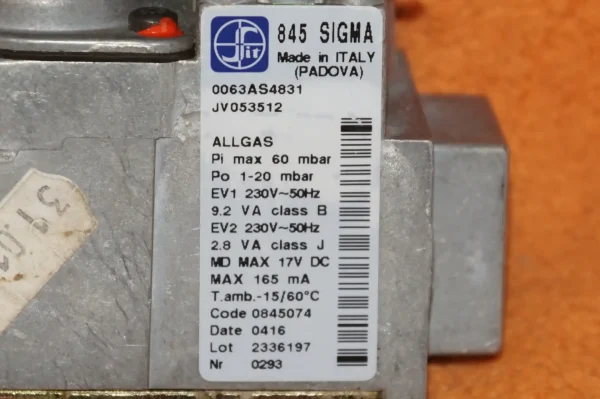 Sit
845 SIGMA
Made in ITALY
(PADOVA)
0063AS4831
JV053512
ALLGAS
Pi max 60 mbar
Po 1-20 mbar
EV1 230V~50Hz
9.2 VA class B
EV2 230V~50Hz
2.8 VA class J
MD MAX 17V DC
MAX 165 mA
T.amb.-15/60°C
Code 0845074
Date 0416
Lot 2336197
Nr 0293